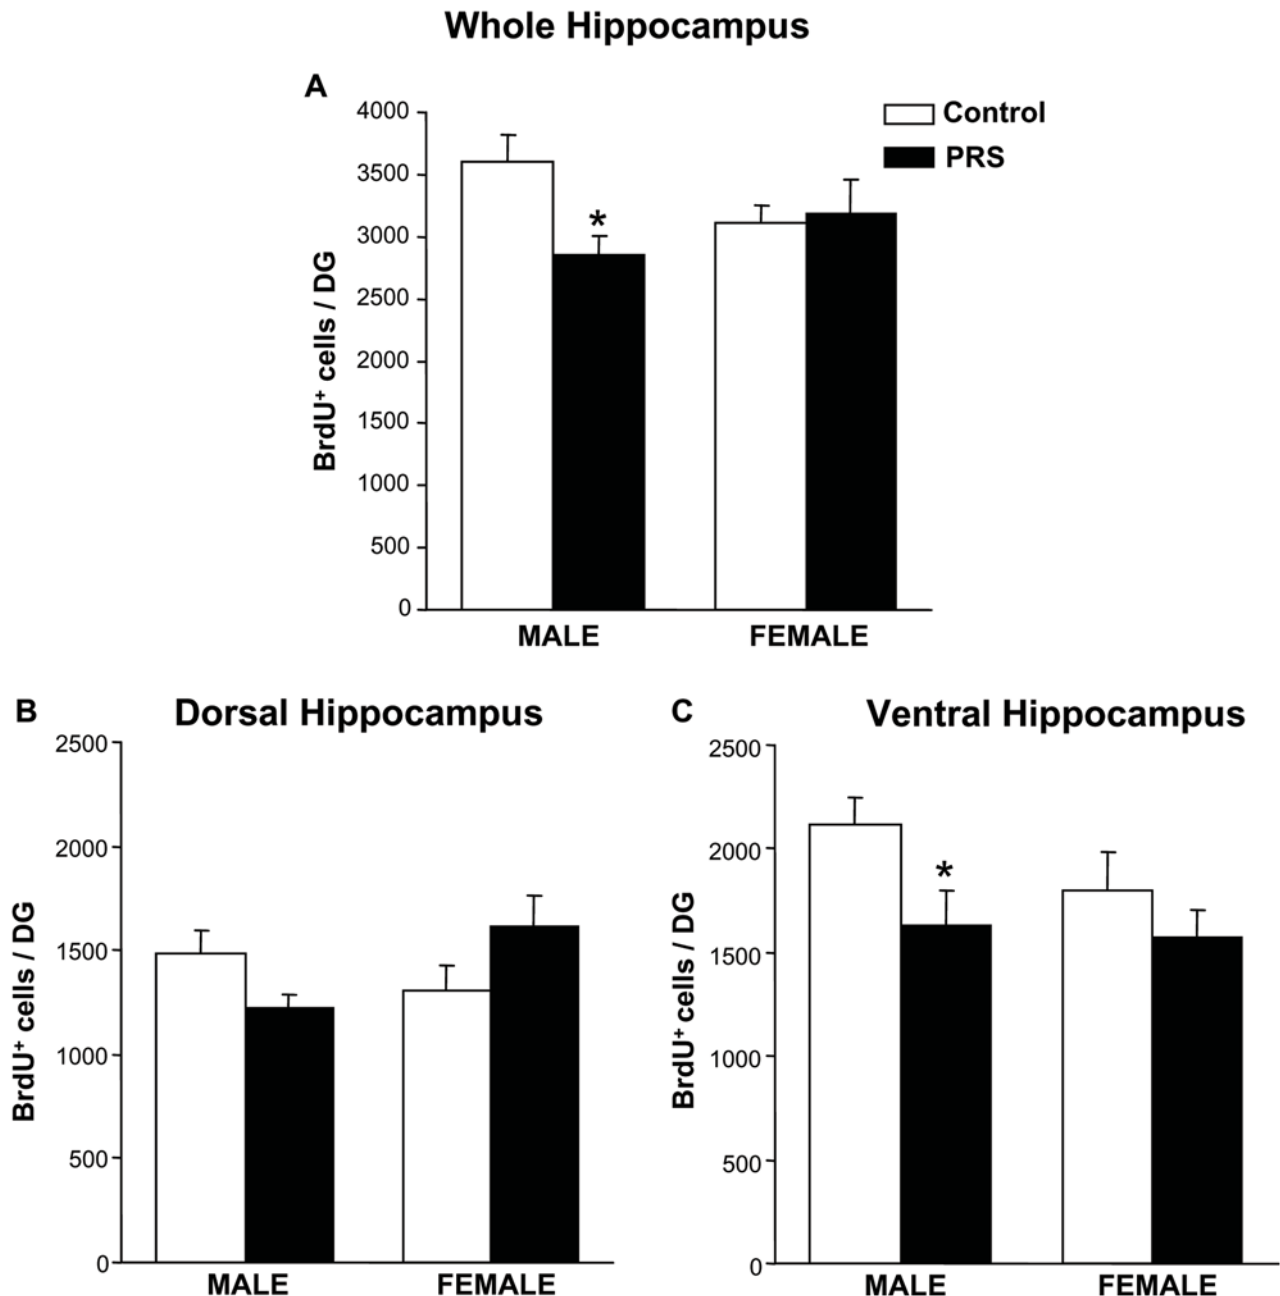 Whole Hippocampus
A
Control
PRS
4000
3500
3000
2500
2000
1500
1000
500
0
BrdU⁺ cells / DG
*
MALE FEMALE
B Dorsal Hippocampus
2500
2000
1500
1000
500
0
BrdU⁺ cells / DG
MALE FEMALE
C Ventral Hippocampus
2500
2000
1500
1000
500
0
BrdU⁺ cells / DG
*
MALE FEMALE